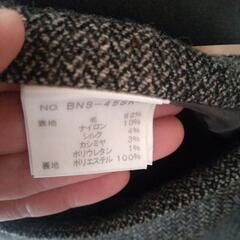 NO BNS-455R
表地 毛 82%
ナイロン 10%
シルク 4%
カシミヤ 3%
ポリウレタン 1%
裏地 ポリエステル 100%